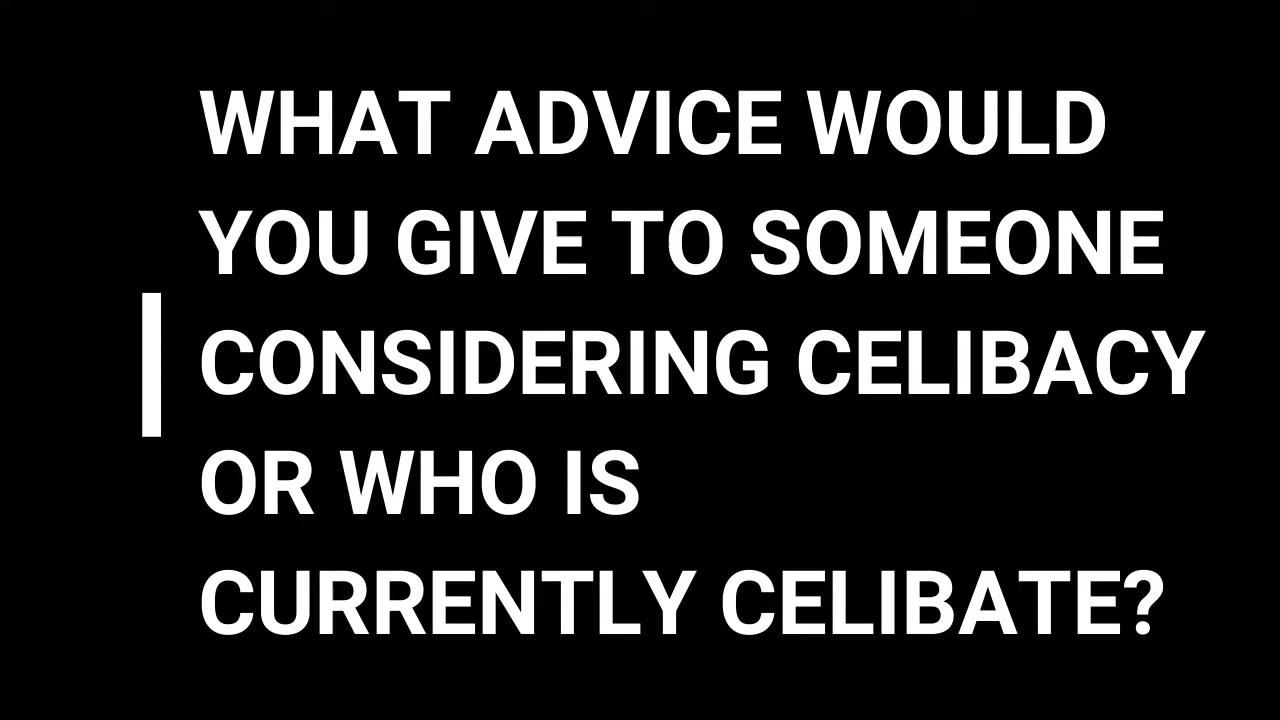 WHAT ADVICE WOULD
YOU GIVE TO SOMEONE
CONSIDERING CELIBACY
OR WHO IS
CURRENTLY CELIBATE?